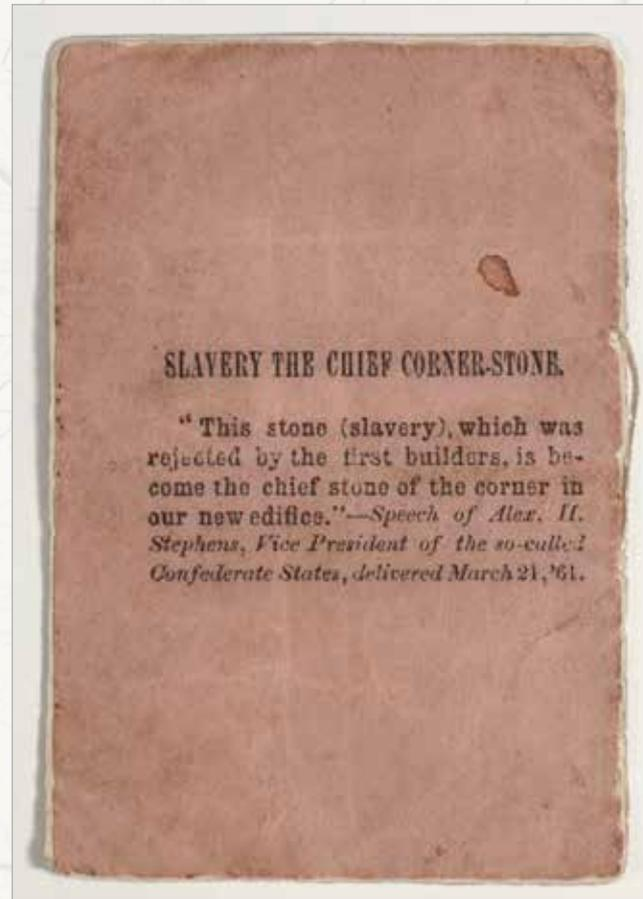 SLAVERY THE CHIEF CORNER-STONE.
"This stone (slavery), which was
rejected by the first builders, is be-
come the chief stone of the corner in
our new edifice."—Speech of Alex. H.
Stephens, Vice President of the so-called
Confederate States, delivered March 21, '61.